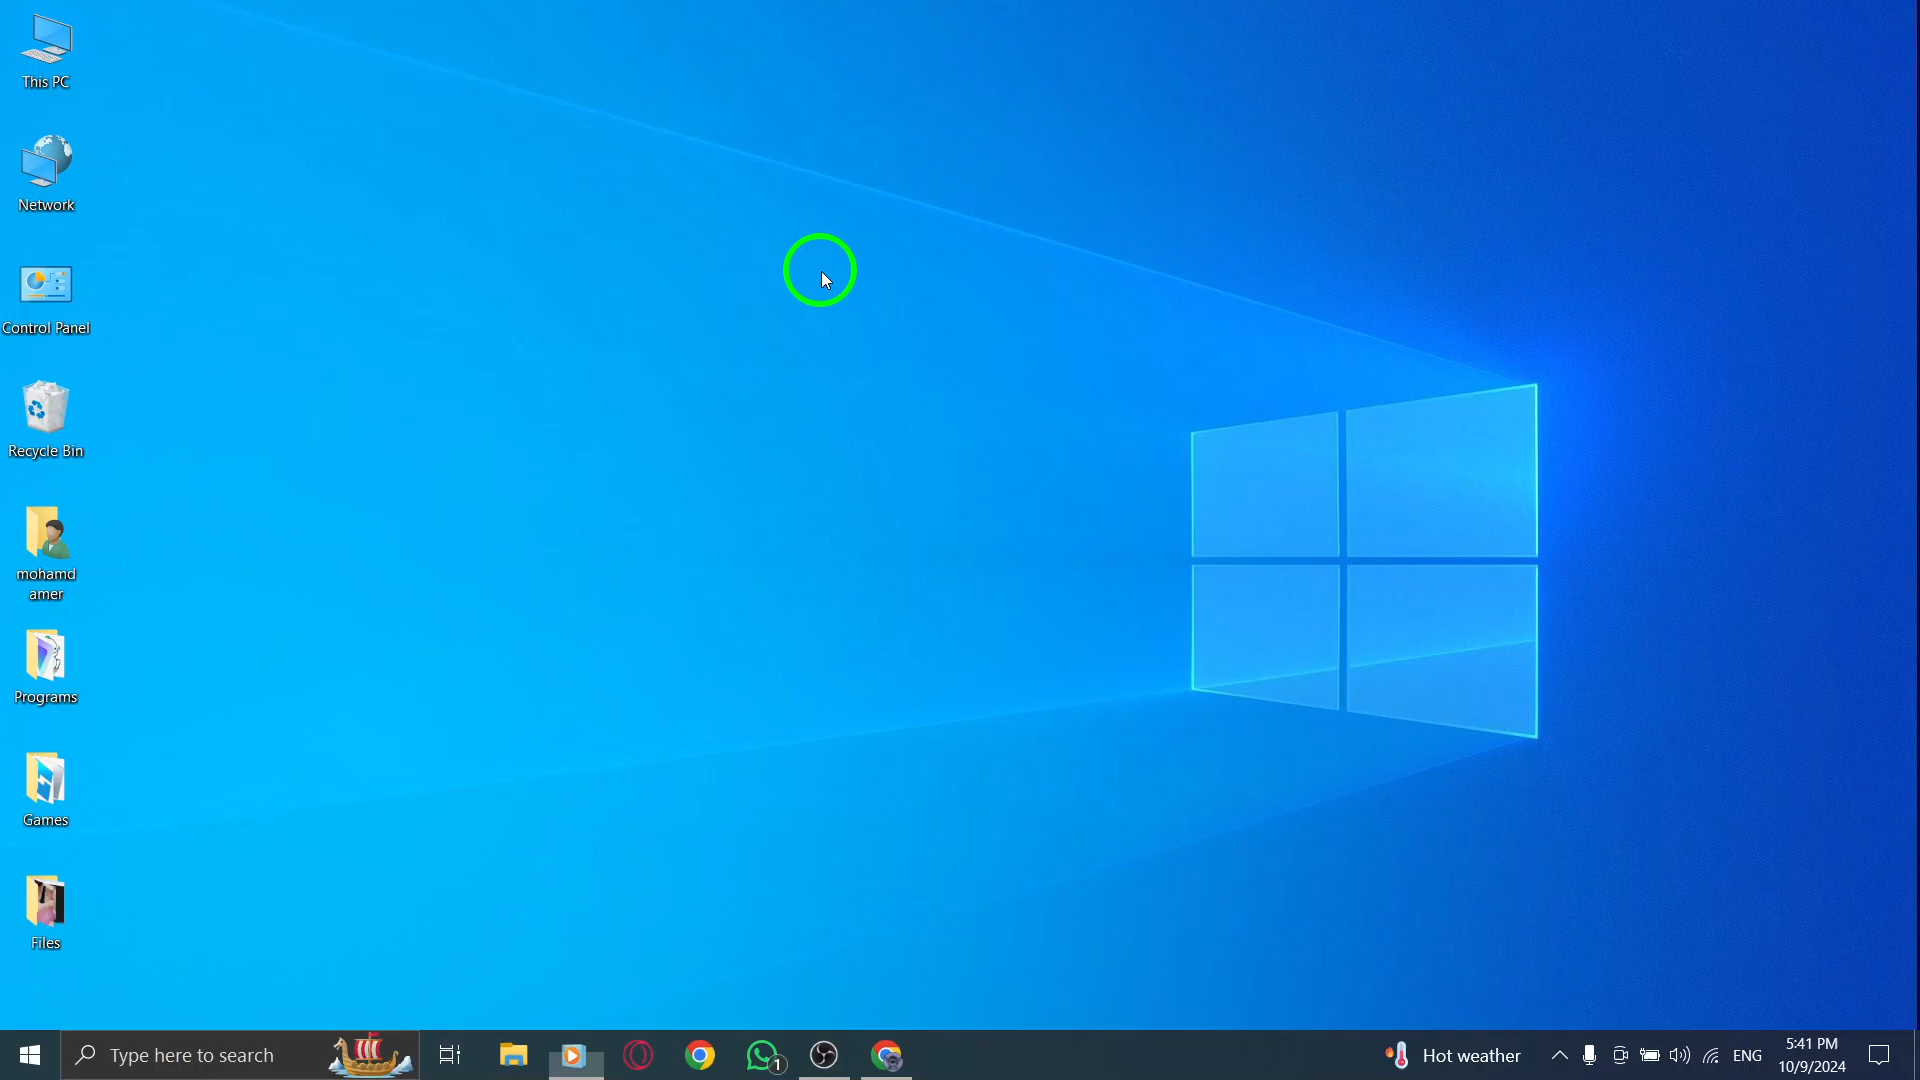 This PC
Network
Control Panel
Recycle Bin
mohamd
amer
Programs
Games
Files
Type here to search
1
Hot weather
ENG
5:41 PM
10/9/2024